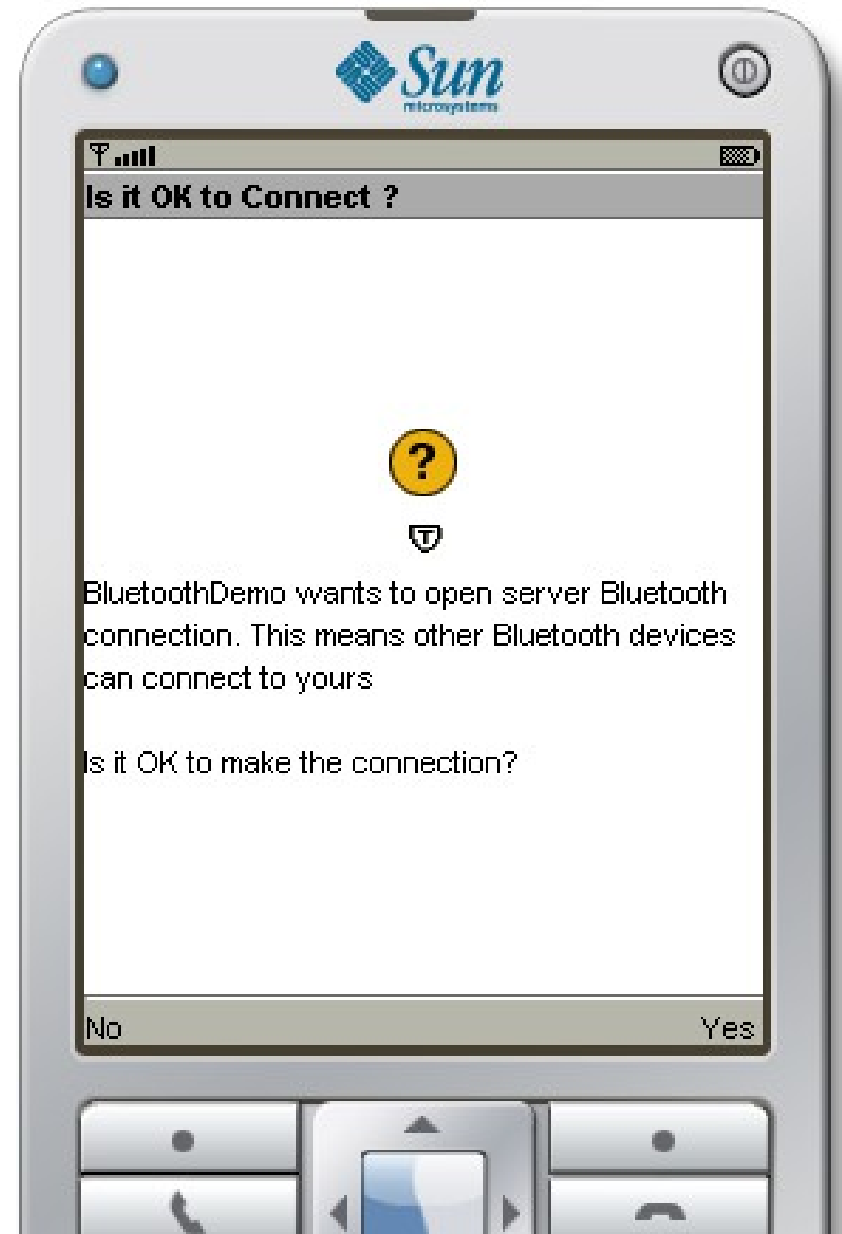 Sun
microsystems
Is it OK to Connect ?
?
T
BluetoothDemo wants to open server Bluetooth
connection. This means other Bluetooth devices
can connect to yours
Is it OK to make the connection?
No
Yes